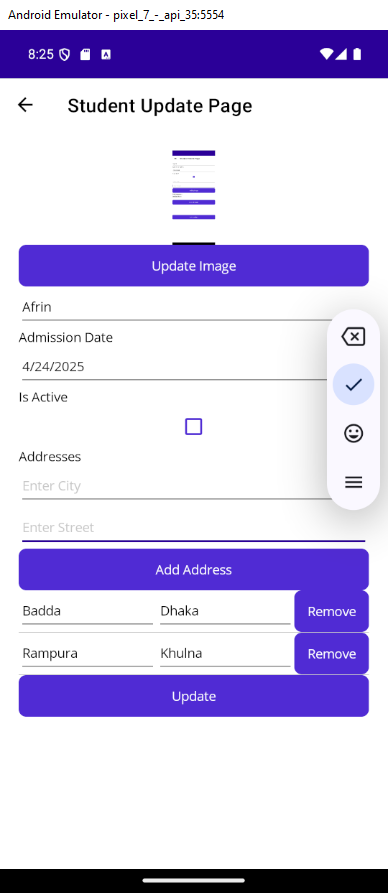 Android Emulator - pixel_7_-_api_35:5554
8:25
Student Update Page
Update Image
Afrin
Admission Date
4/24/2025
Is Active
Addresses
Enter City
Enter Street
Add Address
Badda Dhaka Remove
Rampura Khulna Remove
Update